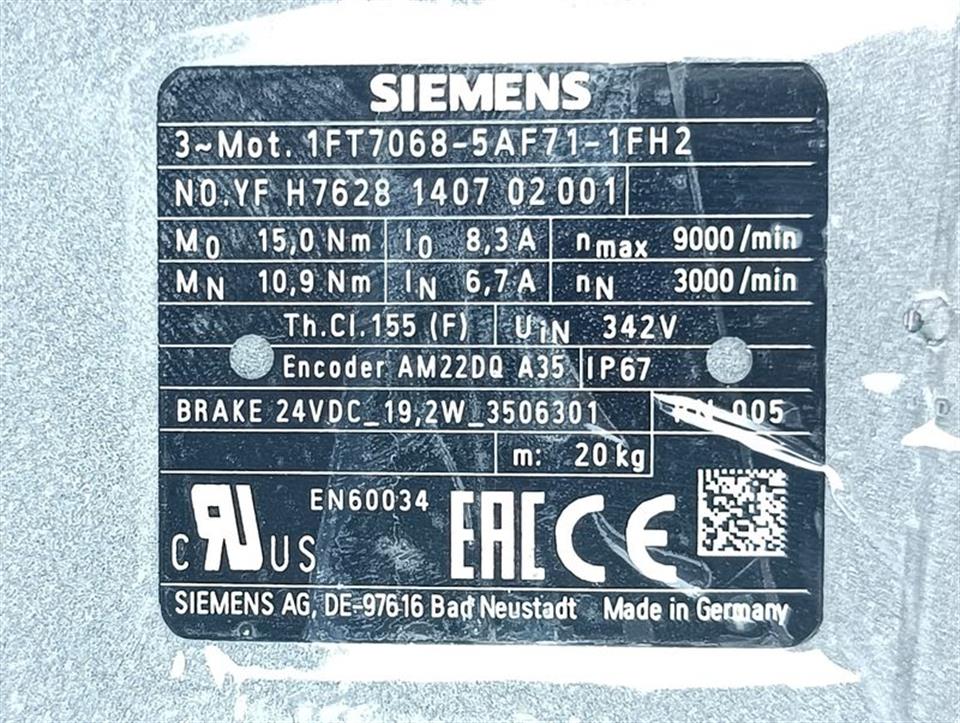 SIEMENS
3~Mot. 1FT7068-5AF71-1FH2
NO.YF H7628 1407 02 001
M0 15,0 Nm I0 8,3 A nmax 9000/min
MN 10,9 Nm IN 6,7 A nN 3000/min
Th.Cl.155 (F) UiN 342V
Encoder AM22DQ A35 IP67
BRAKE 24VDC_19,2W_3506301 005
m: 20kg
EN60034
c RU US EAC CE
SIEMENS AG, DE-97616 Bad Neustadt Made in Germany